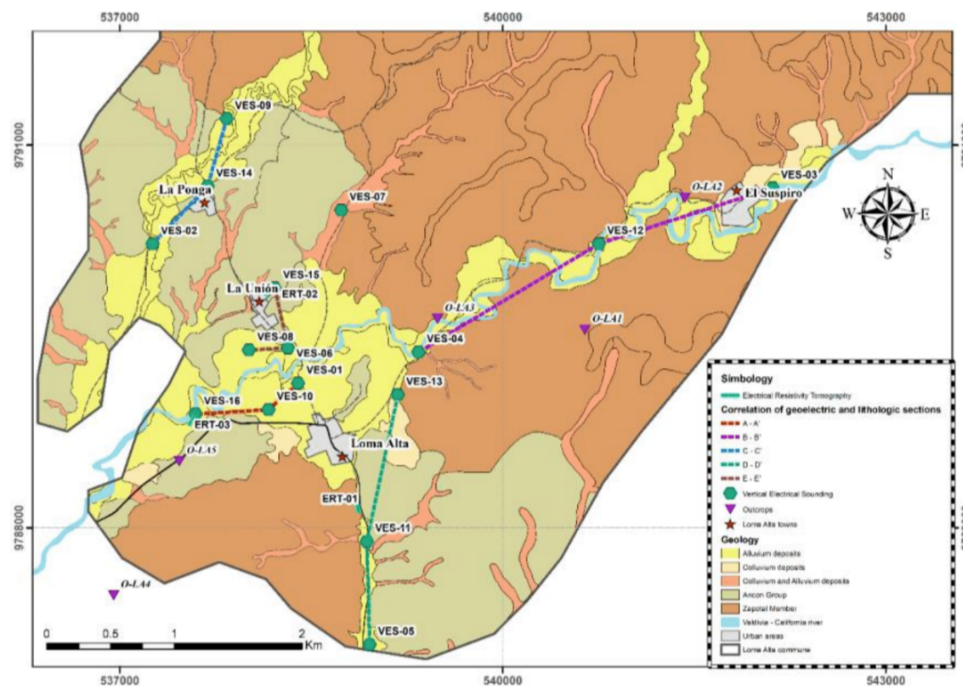 537000 540000 543000
9791000
9788000
VES-09
VES-14
La Ponga
VES-02
VES-07
VES-03
O-LA2
El Suspiro
VES-12
N
W E
S
VES-15
La Unión
ERT-02
O-LA3
O-LA1
VES-08
VES-06
VES-04
VES-01
VES-13
VES-16
VES-10
ERT-03
Loma Alta
O-LA5
ERT-01
VES-11
O-LA4
VES-05
0 0.5 1 2
Km
537000 540000 543000
Simbology
Electrical Resistivity Tomography
Correlation of geoelectric and lithologic sections
A - A'
B - B'
C - C'
D - D'
E - E'
Vertical Electrical Sounding
Outcrops
Loma Alta towns
Geology
Alluvium deposits
Colluvium deposits
Colluvium and Alluvium deposits
Ancon Group
Zapotal Member
Valdivia - California river
Urban areas
Loma Alta commune